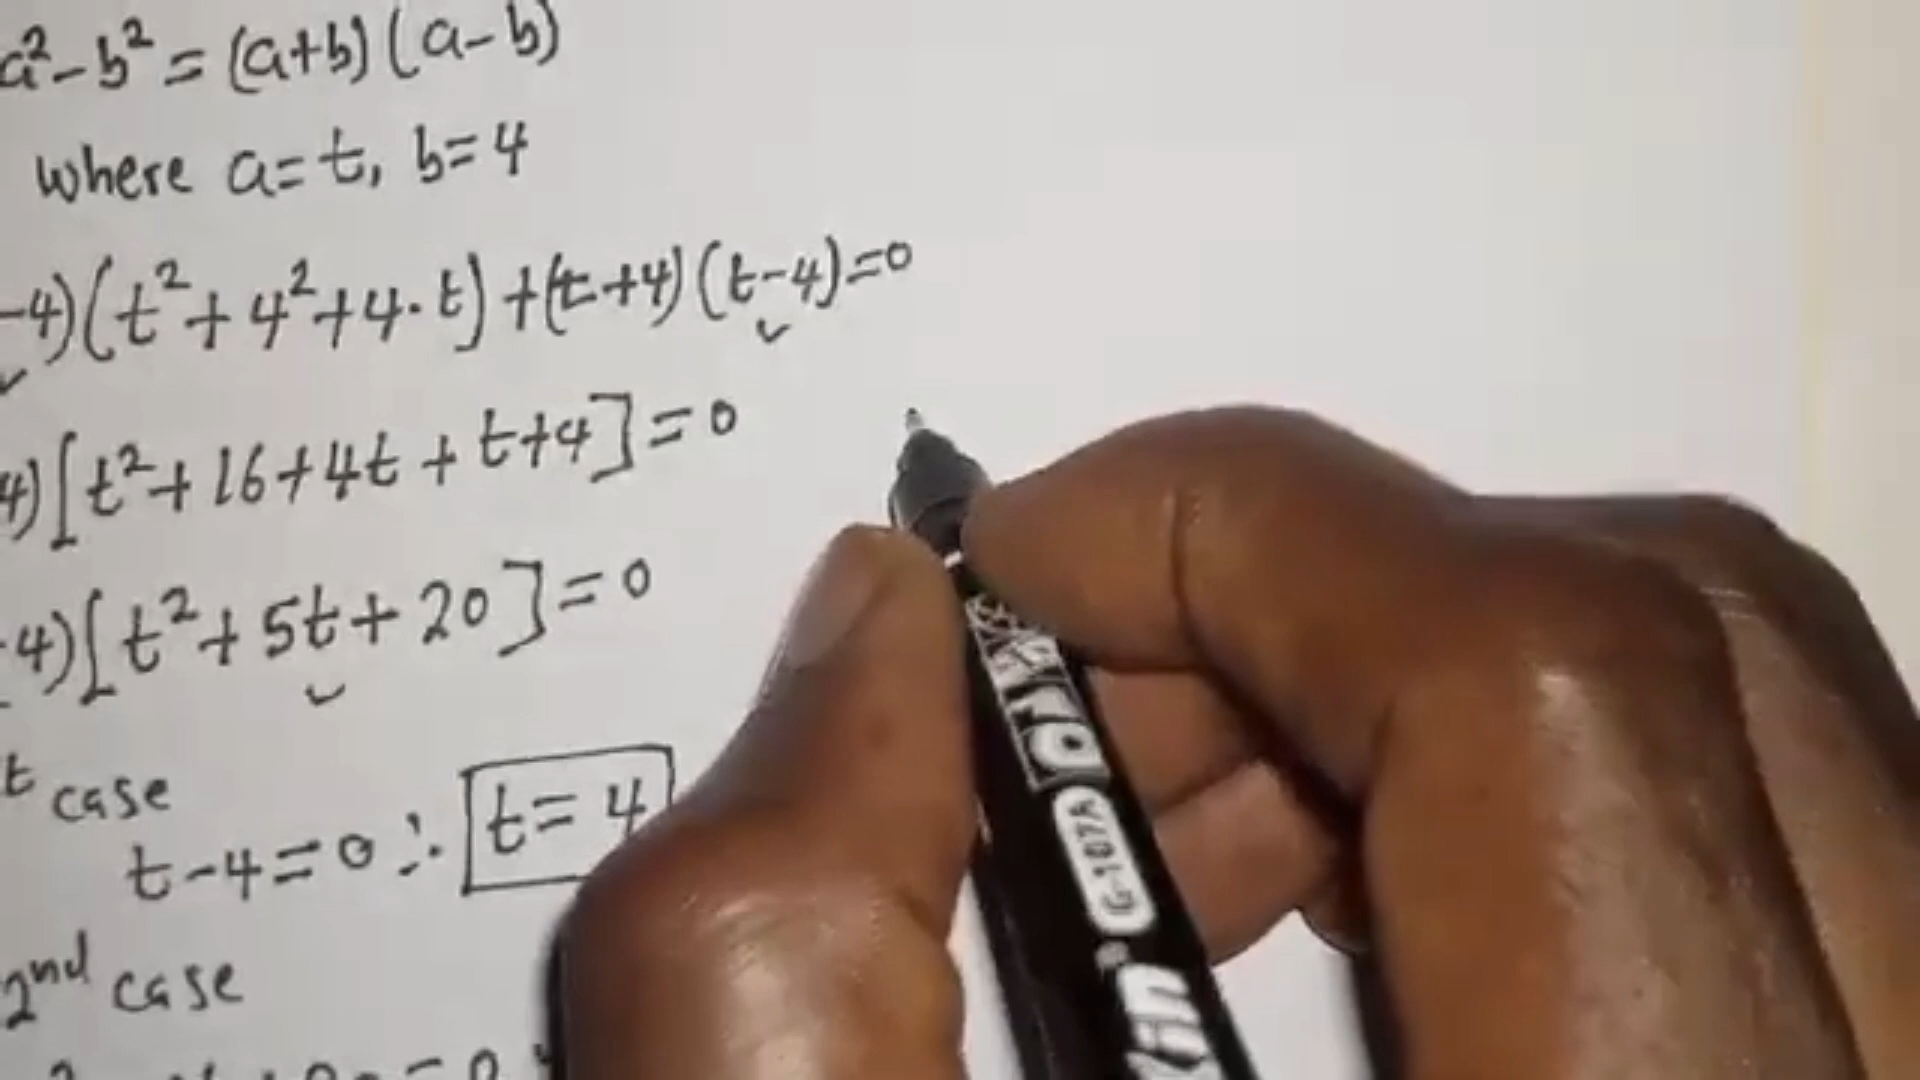 a²-b² = (a+b)(a-b)
where a=t, b=4
-4)(t²+4²+4·t)+(t+4)(t-4)=0
4)[t²+16+4t+t+4]=0
-4)[t²+5t+20]=0
t case
t-4=0 ∴ t=4
2nd case
G-107A